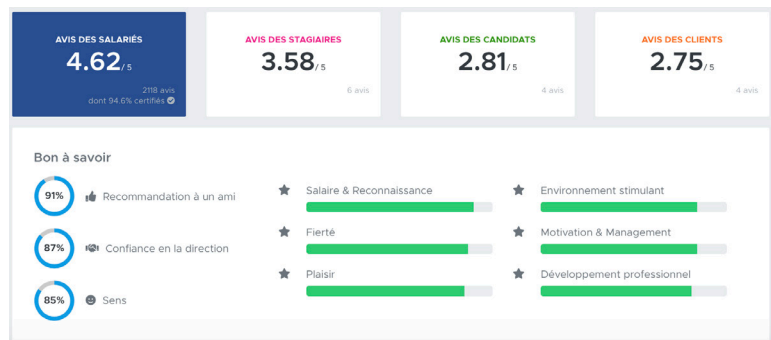 AVIS DES SALARIÉS
4.62/ 5
2118 avis
dont 94.6% certifiés
AVIS DES STAGIAIRES
3.58/ 5
6 avis
AVIS DES CANDIDATS
2.81/ 5
4 avis
AVIS DES CLIENTS
2.75/ 5
4 avis
Bon à savoir
91% Recommandation à un ami
87% Confiance en la direction
85% Sens
Salaire & Reconnaissance
Fierté
Plaisir
Environnement stimulant
Motivation & Management
Développement professionnel